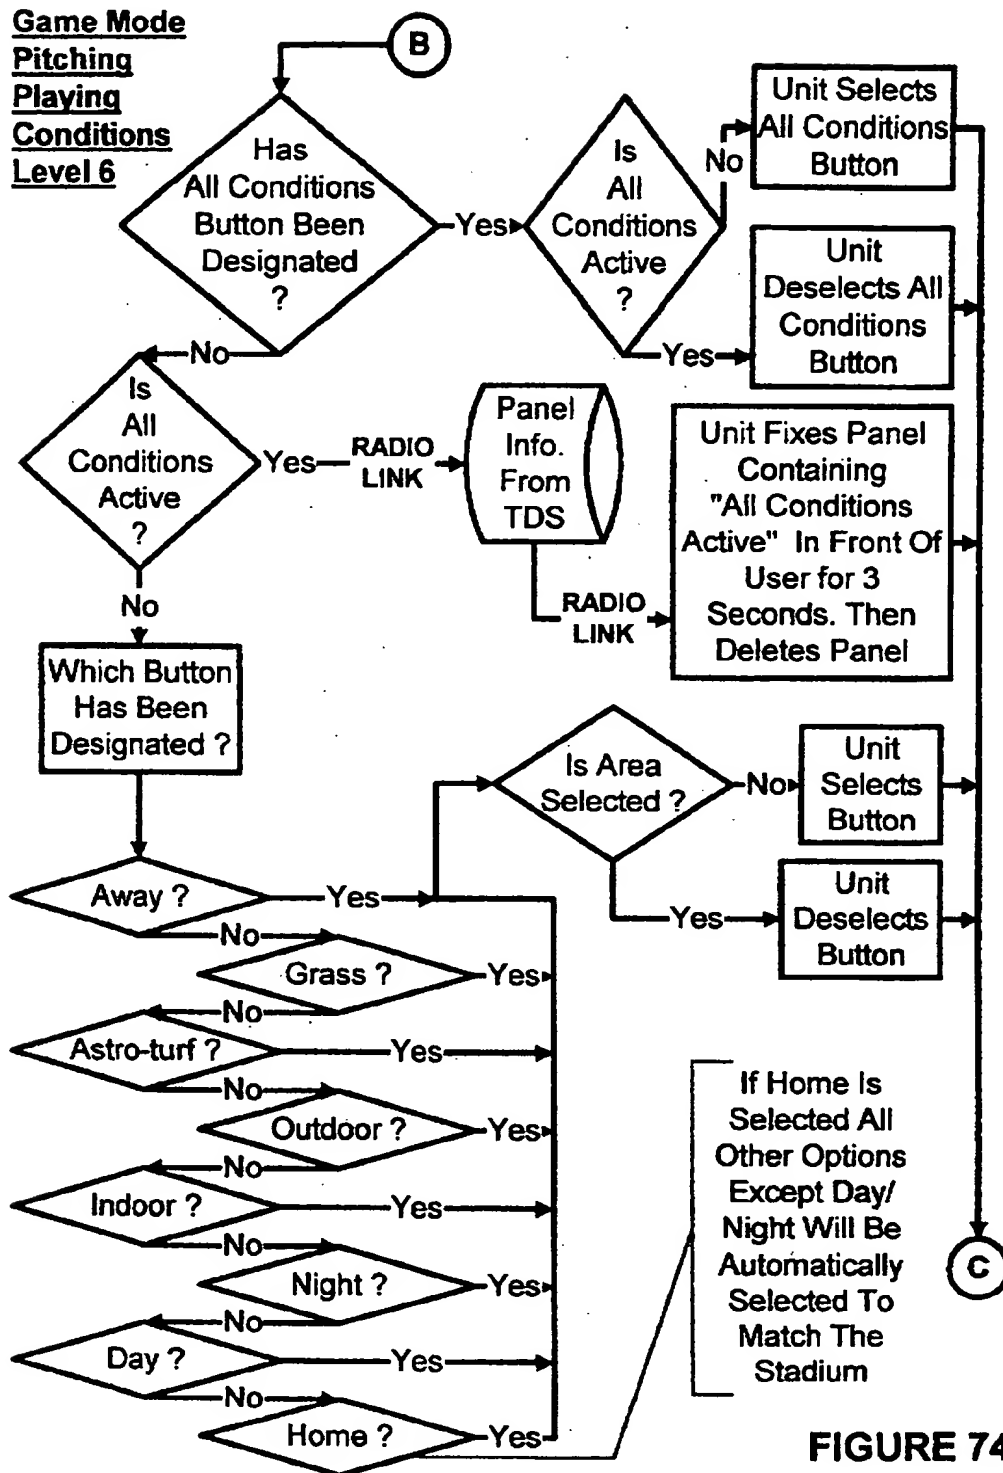 Game Mode
Pitching
Playing
Conditions
Level 6
B
Has
All Conditions
Button Been
Designated
?
Yes
Is
All
Conditions
Active
?
No
Unit Selects
All Conditions
Button
Yes
Unit
Deselects All
Conditions
Button
No
Is
All
Conditions
Active
?
Yes
RADIO
LINK
Panel
Info.
From
TDS
RADIO
LINK
Unit Fixes Panel
Containing
"All Conditions
Active" In Front Of
User for 3
Seconds. Then
Deletes Panel
No
Which Button
Has Been
Designated ?
Is Area
Selected ?
No
Unit
Selects
Button
Yes
Unit
Deselects
Button
Away ?
Yes
No
Grass ?
Yes
No
Astro-turf ?
Yes
No
Outdoor ?
Yes
No
Indoor ?
Yes
No
Night ?
Yes
No
Day ?
Yes
No
Home ?
Yes
If Home Is
Selected All
Other Options
Except Day/
Night Will Be
Automatically
Selected To
Match The
Stadium
C
FIGURE 74